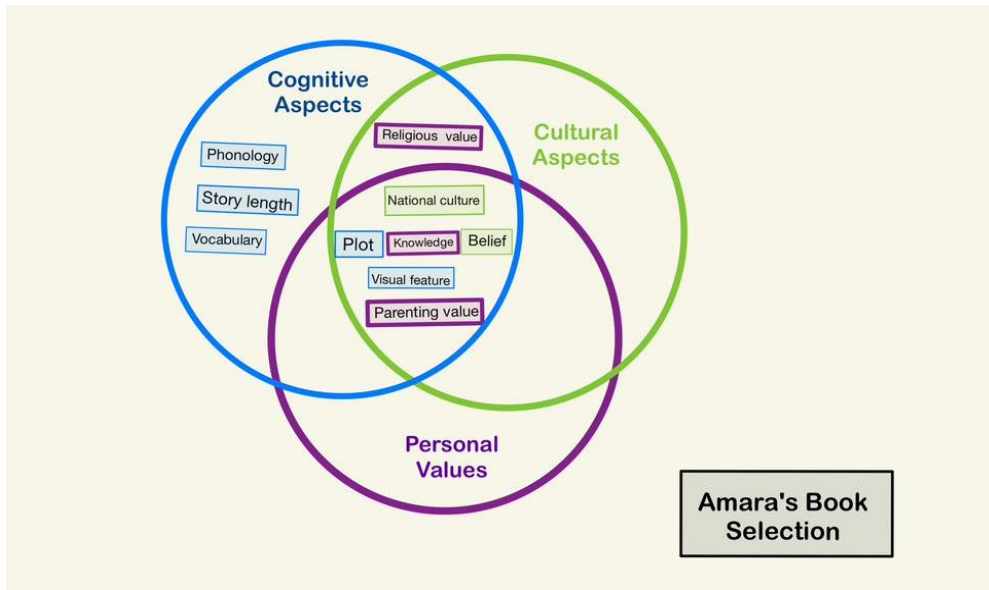 Cognitive
Aspects
Religious value
Cultural
Aspects
Phonology
Story length
National culture
Vocabulary
Plot
Knowledge
Belief
Visual feature
Parenting value
Personal
Values
Amara's Book
Selection